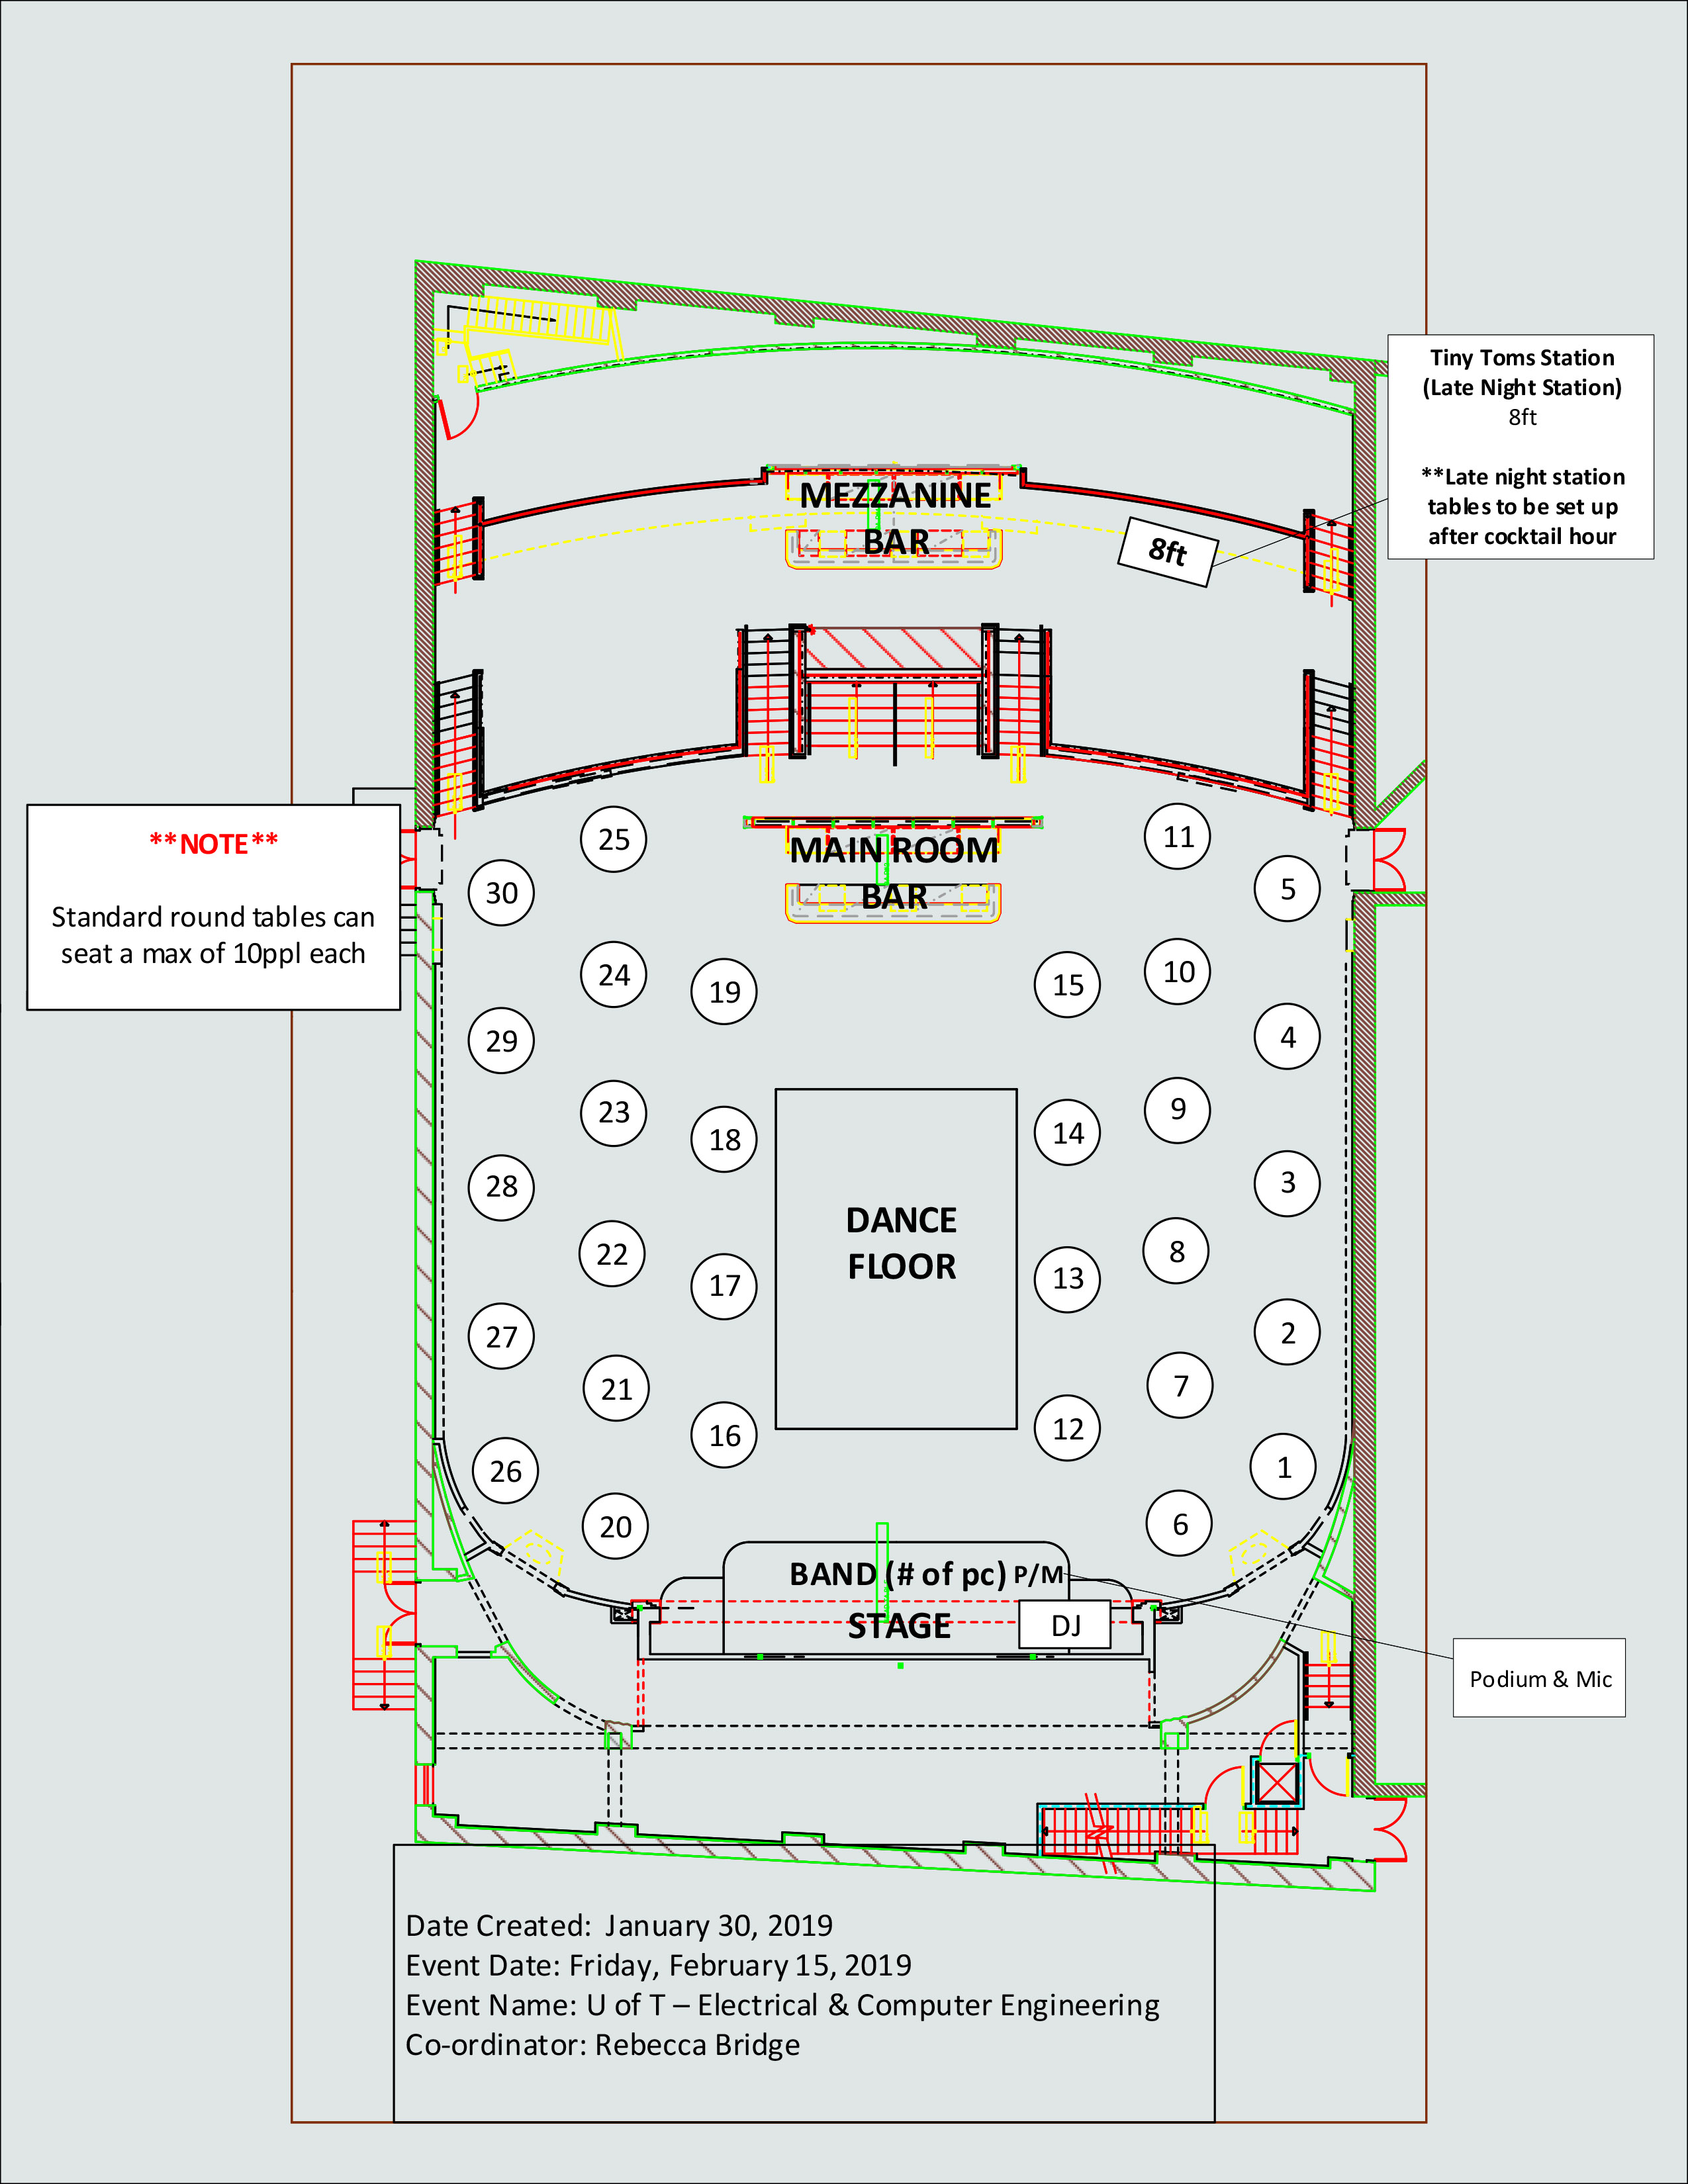 Tiny Toms Station
(Late Night Station)
8ft
**Late night station
tables to be set up
after cocktail hour
MEZZANINE
BAR
8ft
**NOTE**
Standard round tables can
seat a max of 10ppl each
MAIN ROOM
BAR
25
11
30
5
24
19
15
10
29
4
23
18
14
9
28
3
DANCE
FLOOR
22
17
13
8
27
2
21
16
12
7
26
1
20
6
BAND (# of pc) P/M
STAGE
DJ
Podium & Mic
Date Created:  January 30, 2019
Event Date: Friday, February 15, 2019
Event Name: U of T – Electrical & Computer Engineering
Co-ordinator: Rebecca Bridge